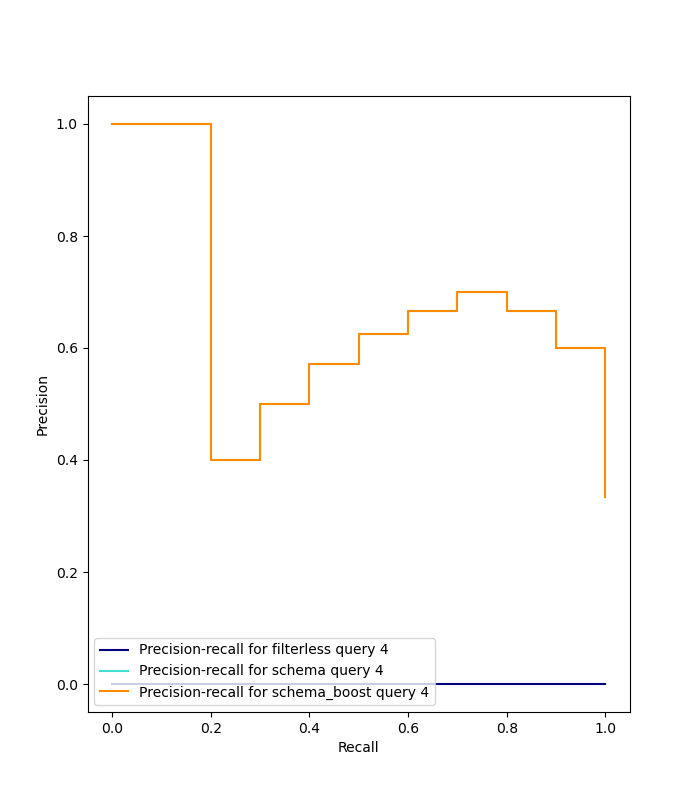 1.0
0.8
0.6
0.4
0.2
0.0
Precision
Precision-recall for filterless query 4
Precision-recall for schema query 4
Precision-recall for schema_boost query 4
0.0 0.2 0.4 0.6 0.8 1.0
Recall